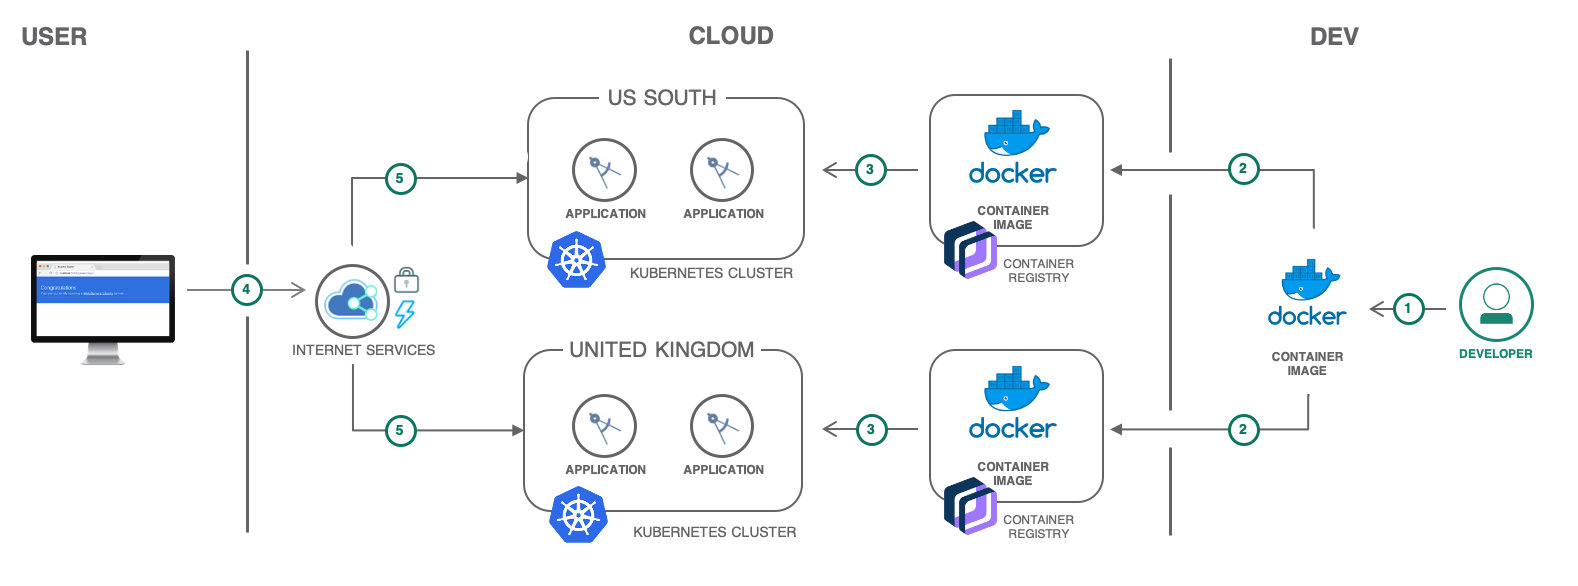 USER
CLOUD
DEV
US SOUTH
APPLICATION
APPLICATION
KUBERNETES CLUSTER
docker
CONTAINER
IMAGE
CONTAINER
REGISTRY
5
3
2
4
INTERNET SERVICES
Congratulations
docker
CONTAINER
IMAGE
1
DEVELOPER
UNITED KINGDOM
APPLICATION
APPLICATION
KUBERNETES CLUSTER
docker
CONTAINER
IMAGE
CONTAINER
REGISTRY
5
3
2